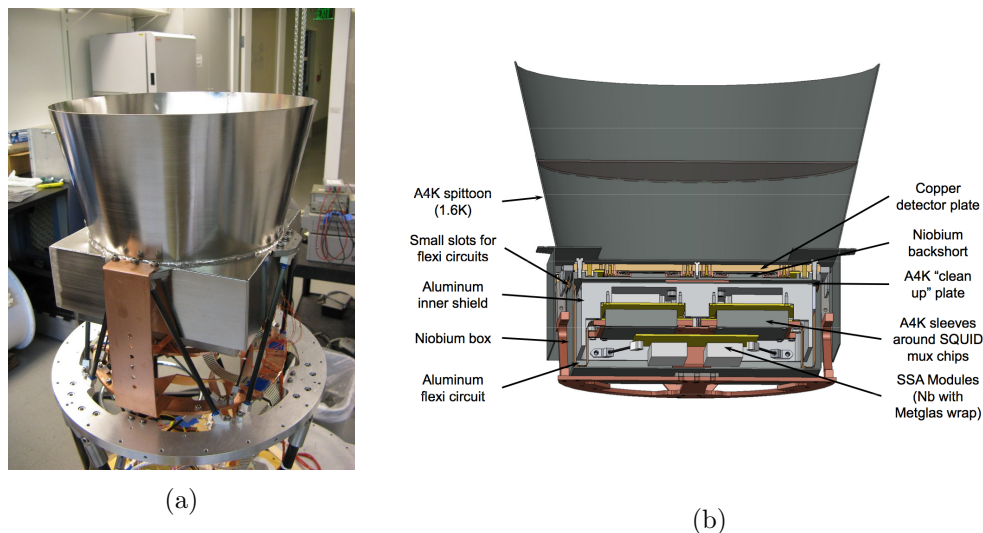 A4K spittoon
(1.6K)
Small slots for
flexi circuits
Aluminum
inner shield
Niobium box
Aluminum
flexi circuit
Copper
detector plate
Niobium
backshort
A4K “clean
up” plate
A4K sleeves
around SQUID
mux chips
SSA Modules
(Nb with
Metglas wrap)
(a)
(b)